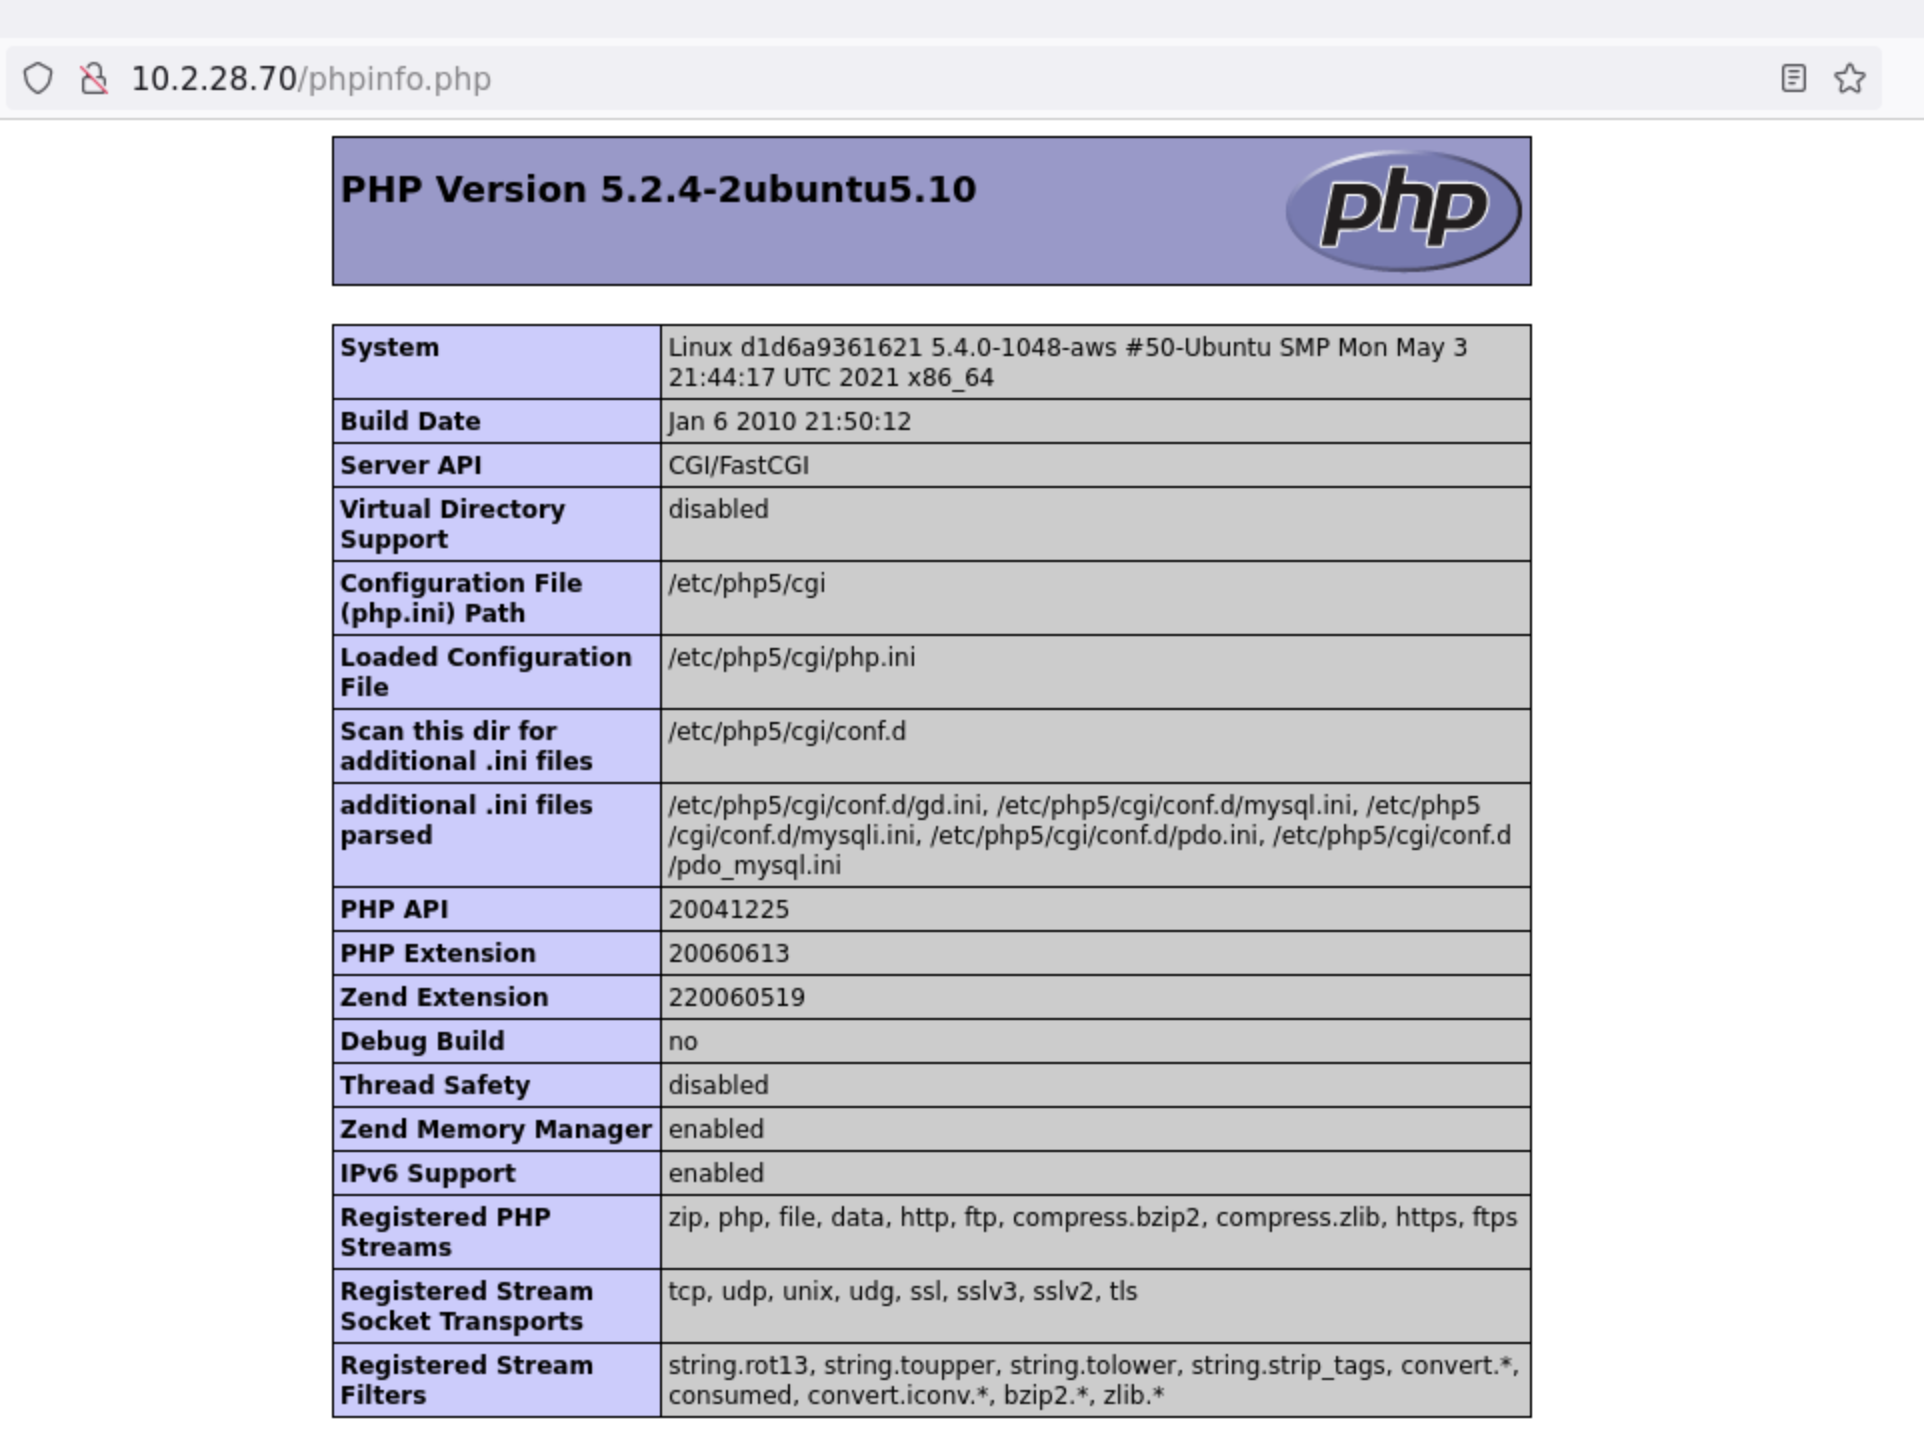 10.2.28.70/phpinfo.php
PHP Version 5.2.4-2ubuntu5.10
php
System
Linux d1d6a9361621 5.4.0-1048-aws #50-Ubuntu SMP Mon May 3
21:44:17 UTC 2021 x86_64
Build Date
Jan 6 2010 21:50:12
Server API
CGI/FastCGI
Virtual Directory
Support
disabled
Configuration File
(php.ini) Path
/etc/php5/cgi
Loaded Configuration
File
/etc/php5/cgi/php.ini
Scan this dir for
additional .ini files
/etc/php5/cgi/conf.d
additional .ini files
parsed
/etc/php5/cgi/conf.d/gd.ini, /etc/php5/cgi/conf.d/mysql.ini, /etc/php5
/cgi/conf.d/mysqli.ini, /etc/php5/cgi/conf.d/pdo.ini, /etc/php5/cgi/conf.d
/pdo_mysql.ini
PHP API
20041225
PHP Extension
20060613
Zend Extension
220060519
Debug Build
no
Thread Safety
disabled
Zend Memory Manager
enabled
IPv6 Support
enabled
Registered PHP
Streams
zip, php, file, data, http, ftp, compress.bzip2, compress.zlib, https, ftps
Registered Stream
Socket Transports
tcp, udp, unix, udg, ssl, sslv3, sslv2, tls
Registered Stream
Filters
string.rot13, string.toupper, string.tolower, string.strip_tags, convert.*,
consumed, convert.iconv.*, bzip2.*, zlib.*